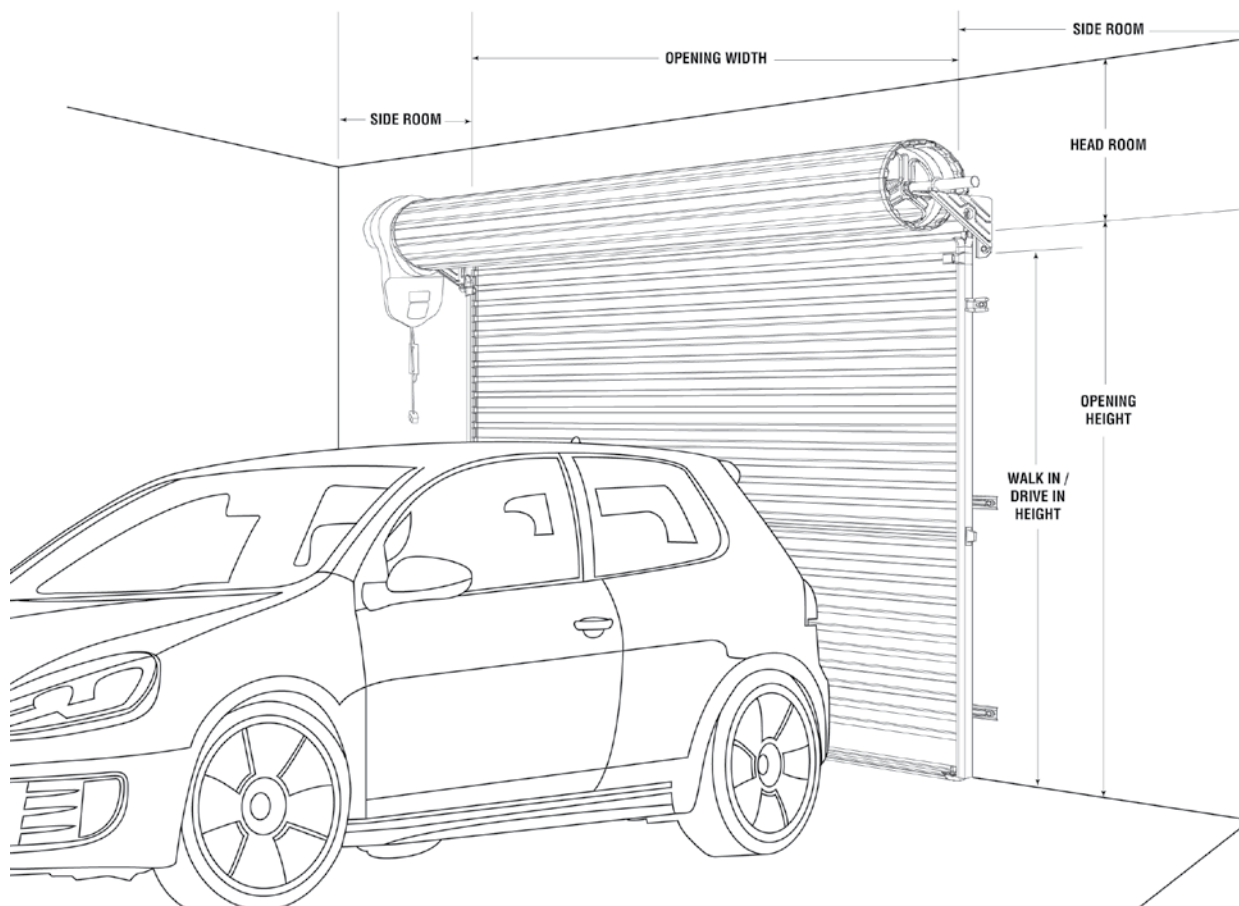 SIDE ROOM
OPENING WIDTH
SIDE ROOM
HEAD ROOM
OPENING
HEIGHT
WALK IN /
DRIVE IN
HEIGHT